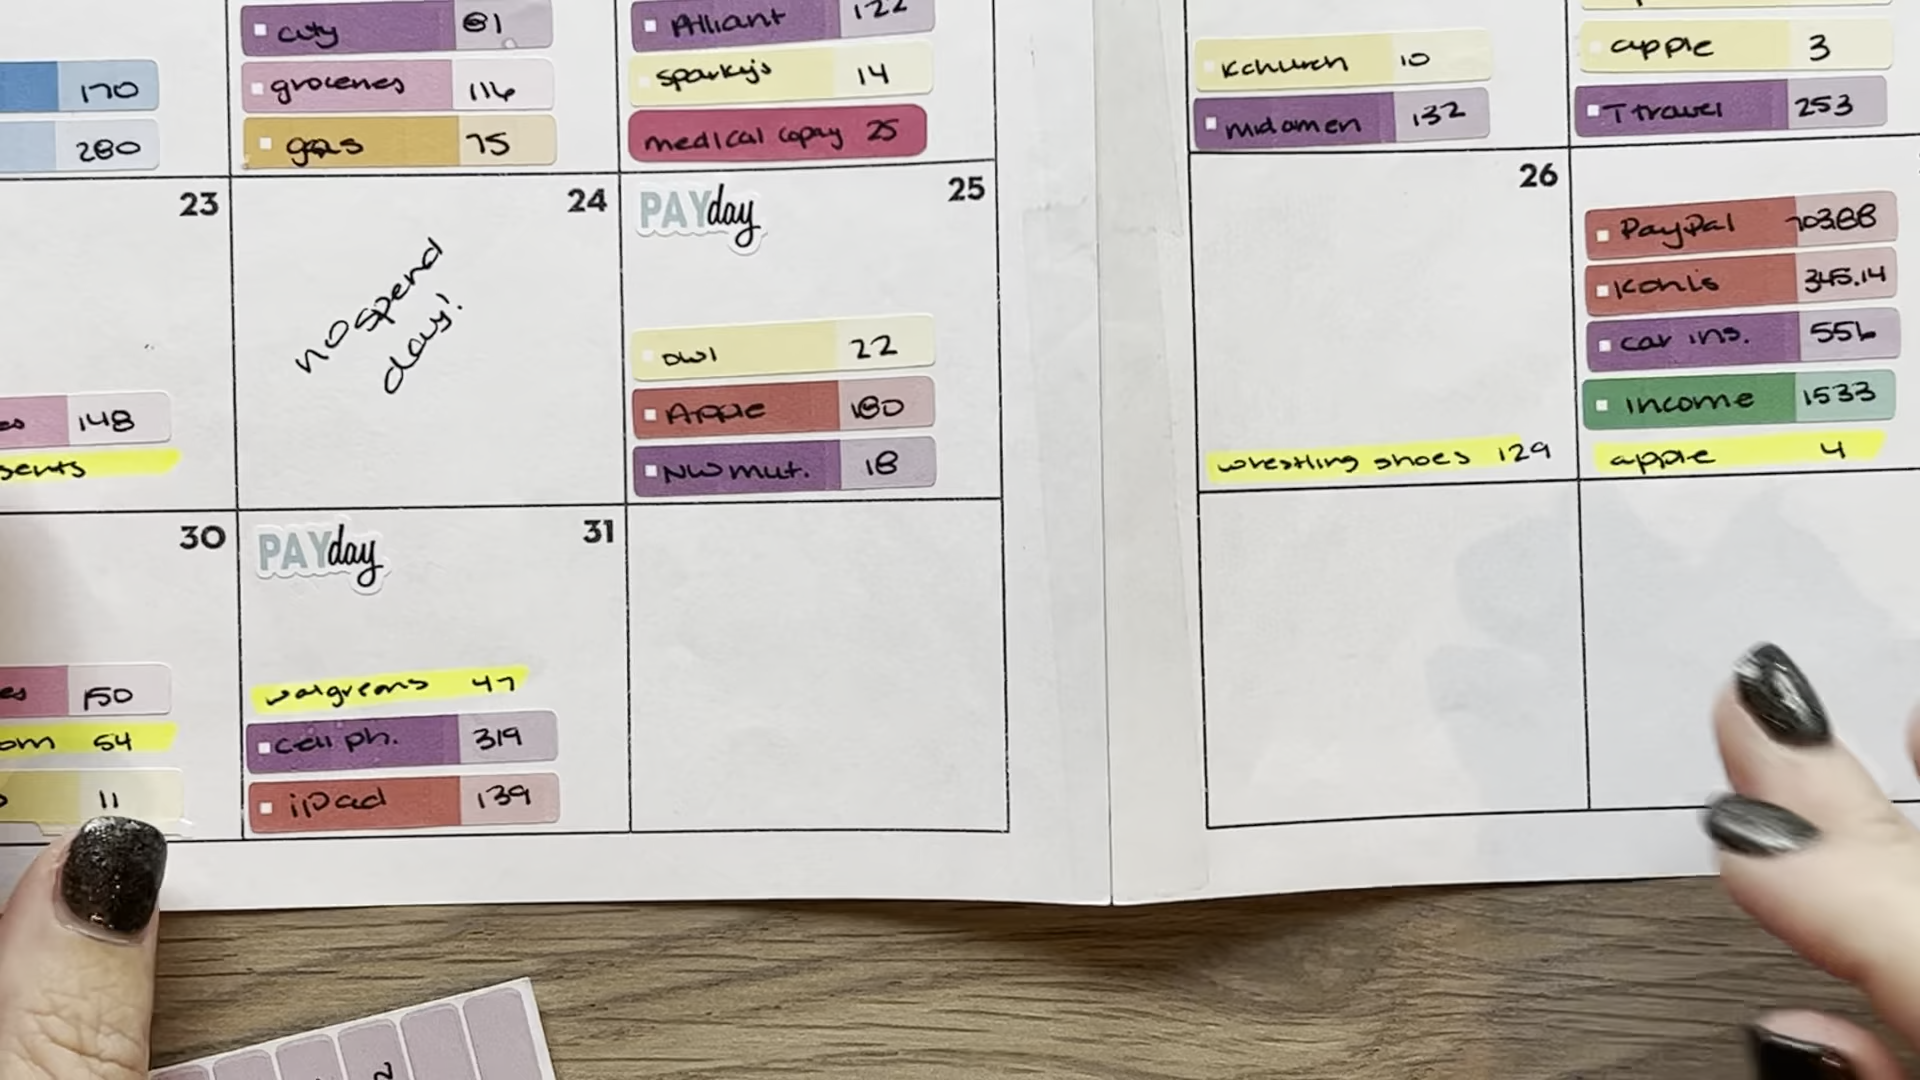 170
280
city 81
groceries 116
gas 75
Alliant 122
sparky's 14
medical copay 25
kchurch 10
midamen 132
apple 3
T travel 253
23
148
24
no spend
day!
25
PAYday
owl 22
Apple 180
NW mut. 18
26
wrestling shoes 129
PayPal
Kohls 345.14
car ins. 556
income 1533
apple 4
30
150
54
11
31
PAYday
walgreens 47
cell ph. 319
iPad 139